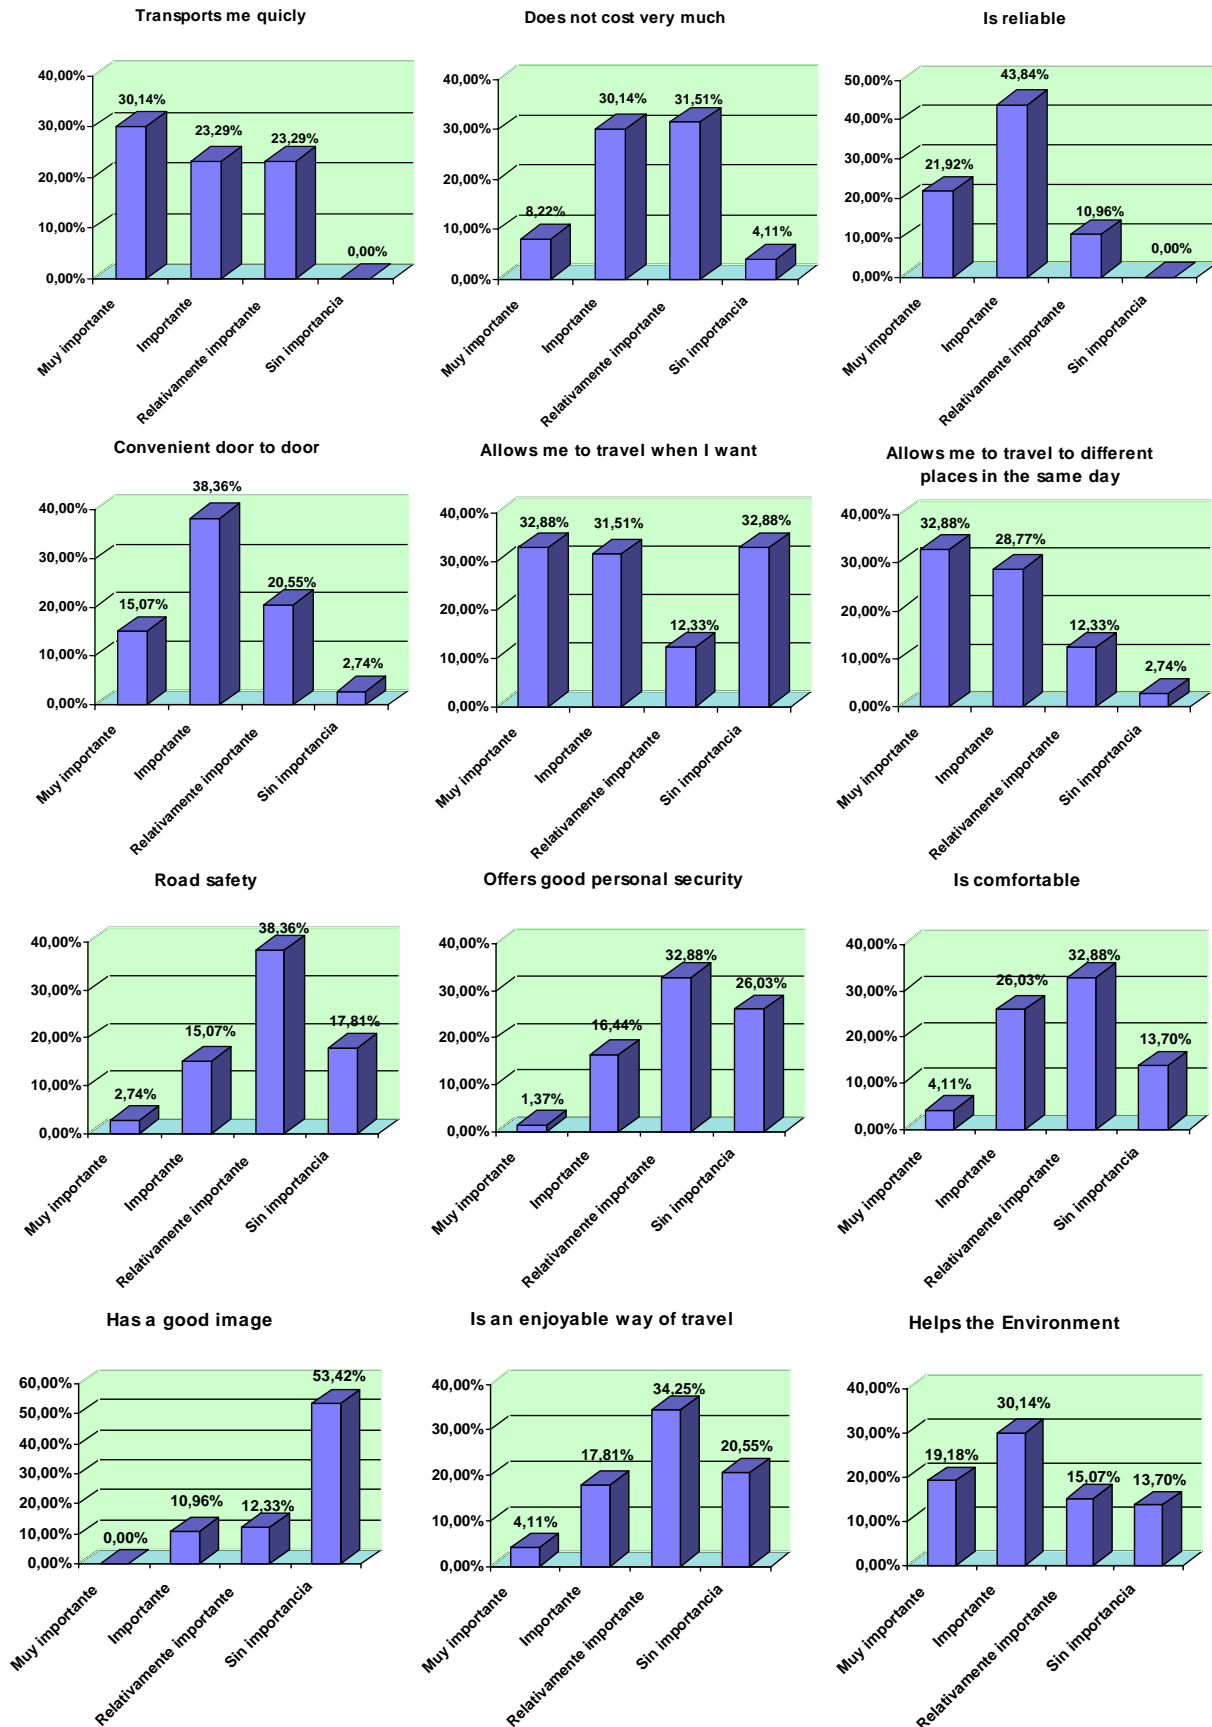 Transports me quicly
40,00%
30,00%
20,00%
10,00%
0,00%
30,14%
23,29%
23,29%
0,00%
Muy importante
Importante
Relativamente importante
Sin importancia
Does not cost very much
40,00%
30,00%
20,00%
10,00%
0,00%
8,22%
30,14%
31,51%
4,11%
Muy importante
Importante
Relativamente importante
Sin importancia
Is reliable
50,00%
40,00%
30,00%
20,00%
10,00%
0,00%
21,92%
43,84%
10,96%
0,00%
Muy importante
Importante
Relativamente importante
Sin importancia
Convenient door to door
40,00%
30,00%
20,00%
10,00%
0,00%
15,07%
38,36%
20,55%
2,74%
Muy importante
Importante
Relativamente importante
Sin importancia
Allows me to travel when I want
40,00%
30,00%
20,00%
10,00%
0,00%
32,88%
31,51%
12,33%
32,88%
Muy importante
Importante
Relativamente importante
Sin importancia
Allows me to travel to different
places in the same day
40,00%
30,00%
20,00%
10,00%
0,00%
32,88%
28,77%
12,33%
2,74%
Muy importante
Importante
Relativamente importante
Sin importancia
Road safety
40,00%
30,00%
20,00%
10,00%
0,00%
2,74%
15,07%
38,36%
17,81%
Muy importante
Importante
Relativamente importante
Sin importancia
Offers good personal security
40,00%
30,00%
20,00%
10,00%
0,00%
1,37%
16,44%
32,88%
26,03%
Muy importante
Importante
Relativamente importante
Sin importancia
Is comfortable
40,00%
30,00%
20,00%
10,00%
0,00%
4,11%
26,03%
32,88%
13,70%
Muy importante
Importante
Relativamente importante
Sin importancia
Has a good image
60,00%
50,00%
40,00%
30,00%
20,00%
10,00%
0,00%
0,00%
10,96%
12,33%
53,42%
Muy importante
Importante
Relativamente importante
Sin importancia
Is an enjoyable way of travel
40,00%
30,00%
20,00%
10,00%
0,00%
4,11%
17,81%
34,25%
20,55%
Muy importante
Importante
Relativamente importante
Sin importancia
Helps the Environment
40,00%
30,00%
20,00%
10,00%
0,00%
19,18%
30,14%
15,07%
13,70%
Muy importante
Importante
Relativamente importante
Sin importancia